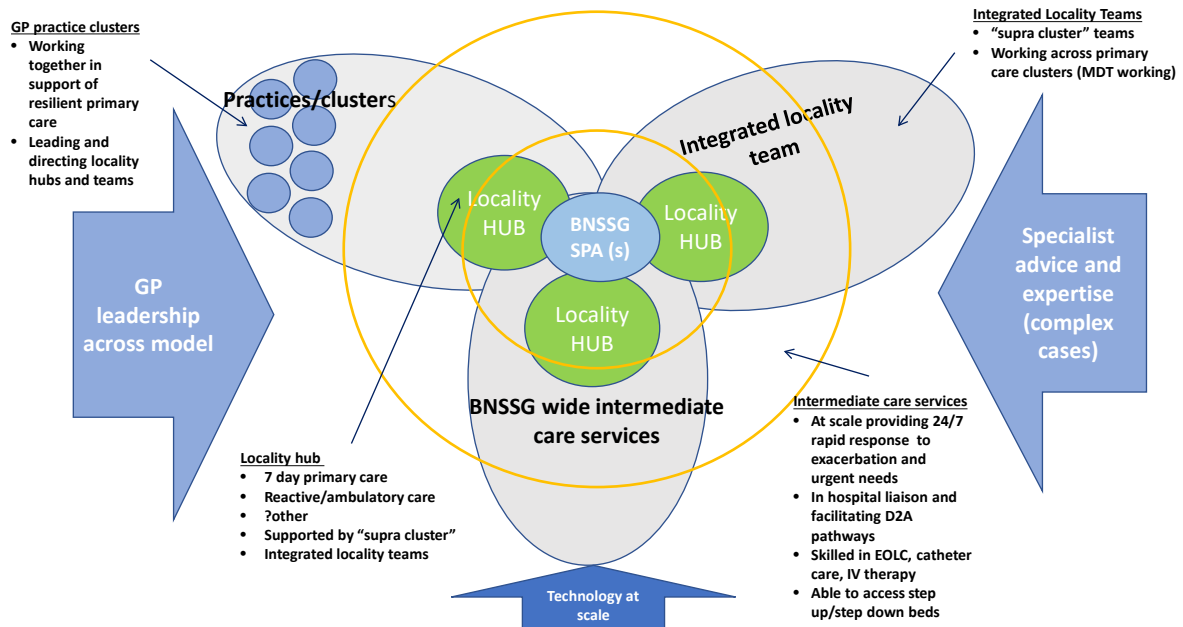 GP practice clusters
• Working
together in
support of
resilient primary
care
• Leading and
directing locality
hubs and teams
Integrated Locality Teams
• “supra cluster” teams
• Working across primary
care clusters (MDT working)
Practices/clusters
Integrated locality
team
Locality
HUB
BNSSG
SPA (s)
Locality
HUB
Locality
HUB
GP
leadership
across model
Specialist
advice and
expertise
(complex
cases)
BNSSG wide intermediate
care services
Locality hub
• 7 day primary care
• Reactive/ambulatory care
• ?other
• Supported by “supra cluster”
• Integrated locality teams
Intermediate care services
• At scale providing 24/7
rapid response to
exacerbation and
urgent needs
• In hospital liaison and
facilitating D2A
pathways
• Skilled in EOLC, catheter
care, IV therapy
• Able to access step
up/step down beds
Technology at
scale